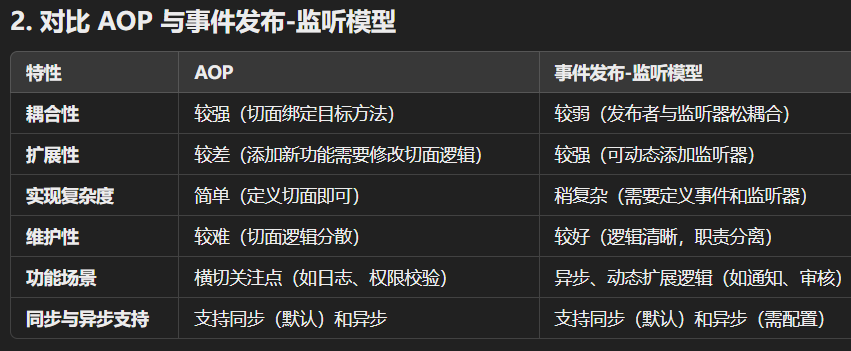 2. 对比 AOP 与事件发布-监听模型
特性 AOP 事件发布-监听模型
耦合性 较强（切面绑定目标方法） 较弱（发布者与监听器松耦合）
扩展性 较差（添加新功能需要修改切面逻辑） 较强（可动态添加监听器）
实现复杂度 简单（定义切面即可） 稍复杂（需要定义事件和监听器）
维护性 较难（切面逻辑分散） 较好（逻辑清晰，职责分离）
功能场景 横切关注点（如日志、权限校验） 异步、动态扩展逻辑（如通知、审核）
同步与异步支持 支持同步（默认）和异步 支持同步（默认）和异步（需配置）